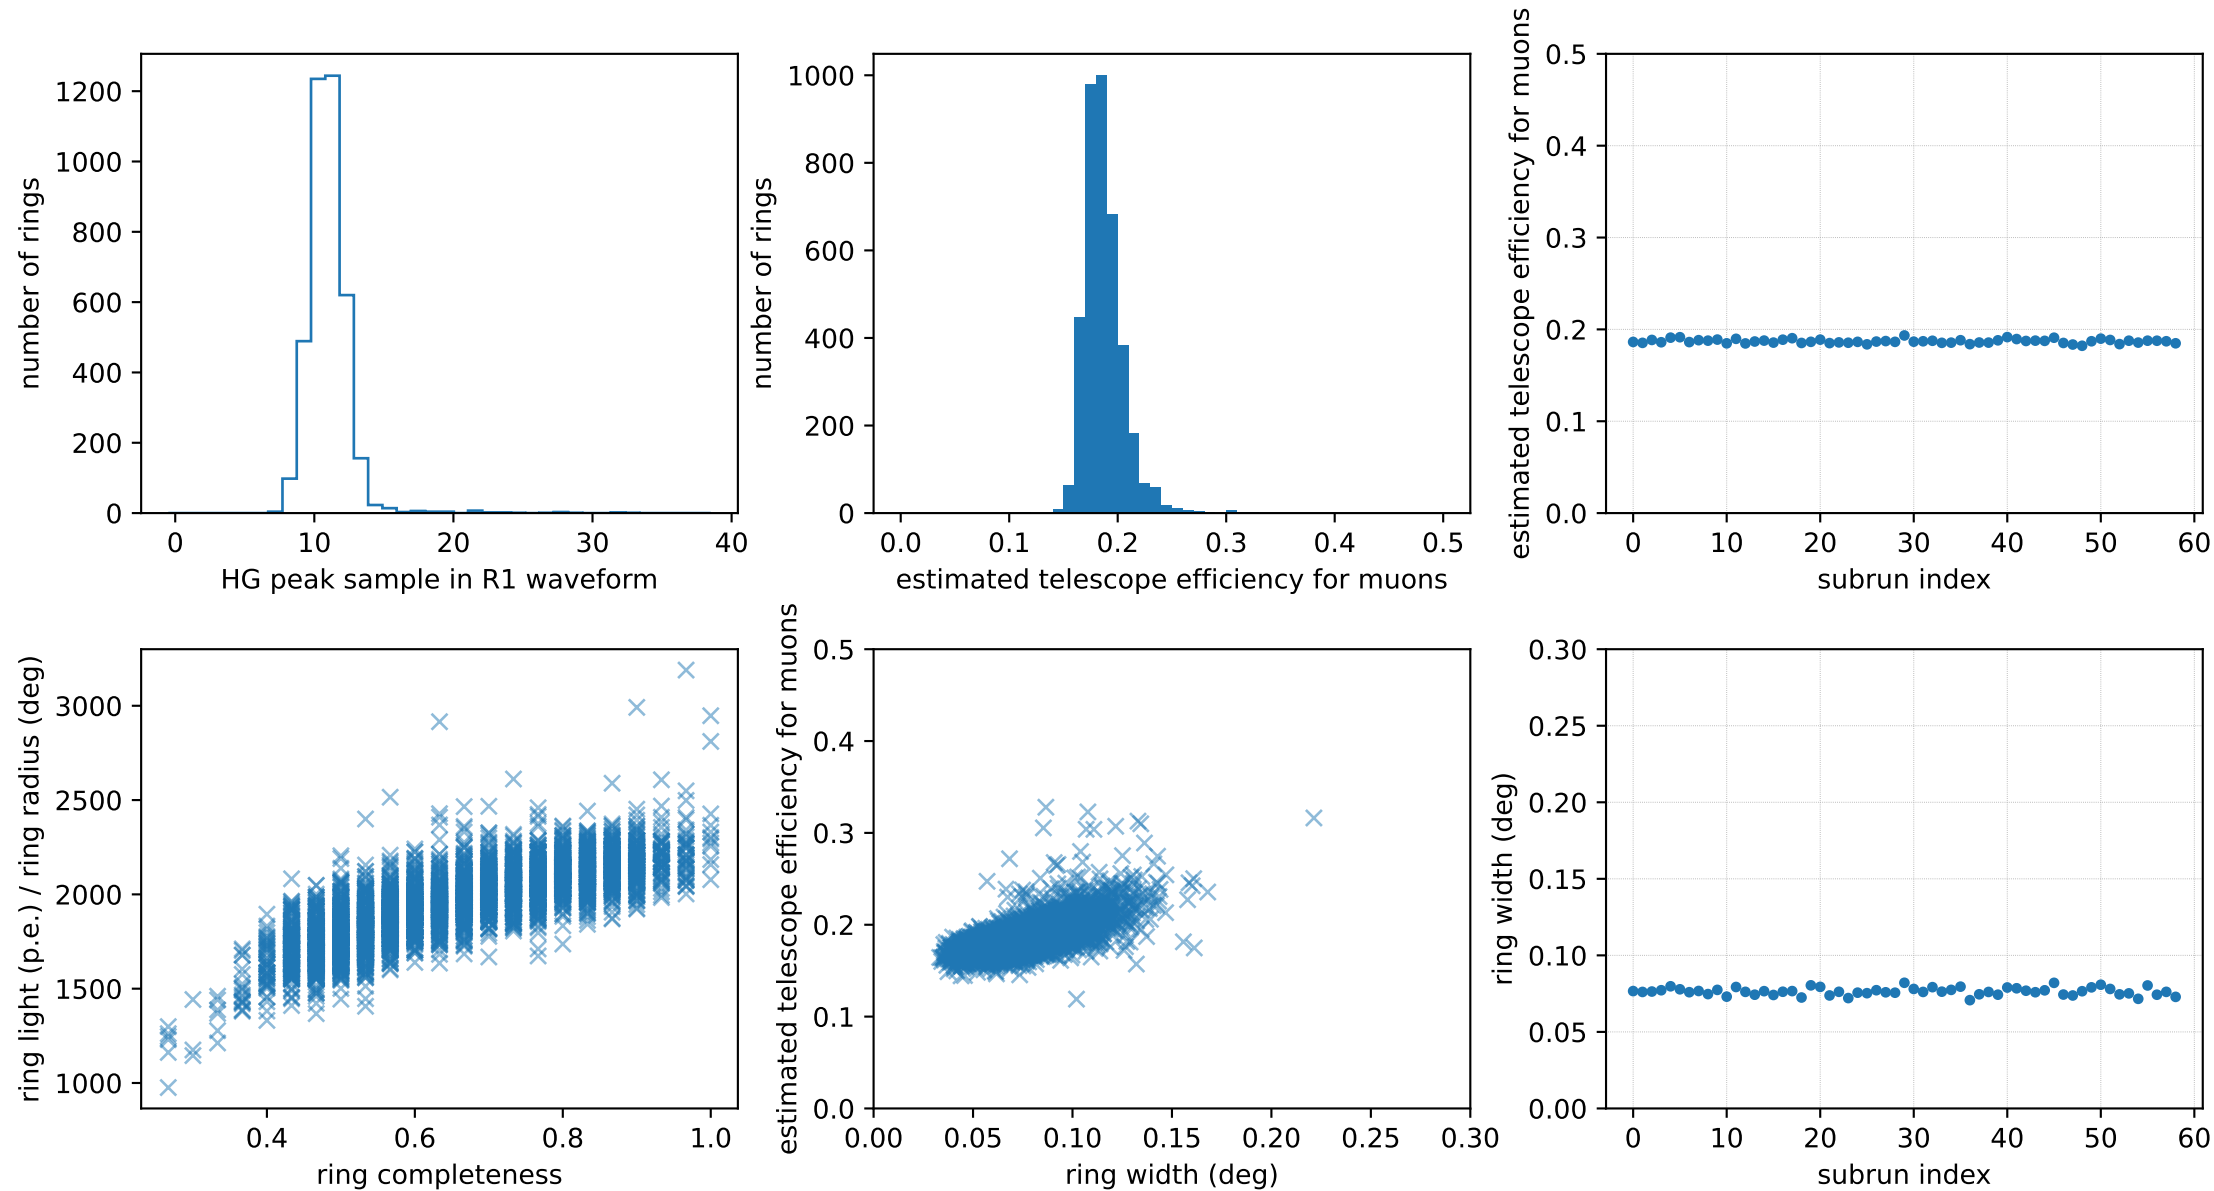 number of rings
1200
1000
800
600
400
200
0
0 10 20 30 40
HG peak sample in R1 waveform
number of rings
1000
800
600
400
200
0
0.0 0.1 0.2 0.3 0.4 0.5
estimated telescope efficiency for muons
estimated telescope efficiency for muons
0.5
0.4
0.3
0.2
0.1
0.0
0 10 20 30 40 50 60
subrun index
ring light (p.e.) / ring radius (deg)
3000
2500
2000
1500
1000
0.4 0.6 0.8 1.0
ring completeness
estimated telescope efficiency for muons
0.5
0.4
0.3
0.2
0.1
0.0
0.00 0.05 0.10 0.15 0.20 0.25 0.30
ring width (deg)
ring width (deg)
0.30
0.25
0.20
0.15
0.10
0.05
0.00
0 10 20 30 40 50 60
subrun index